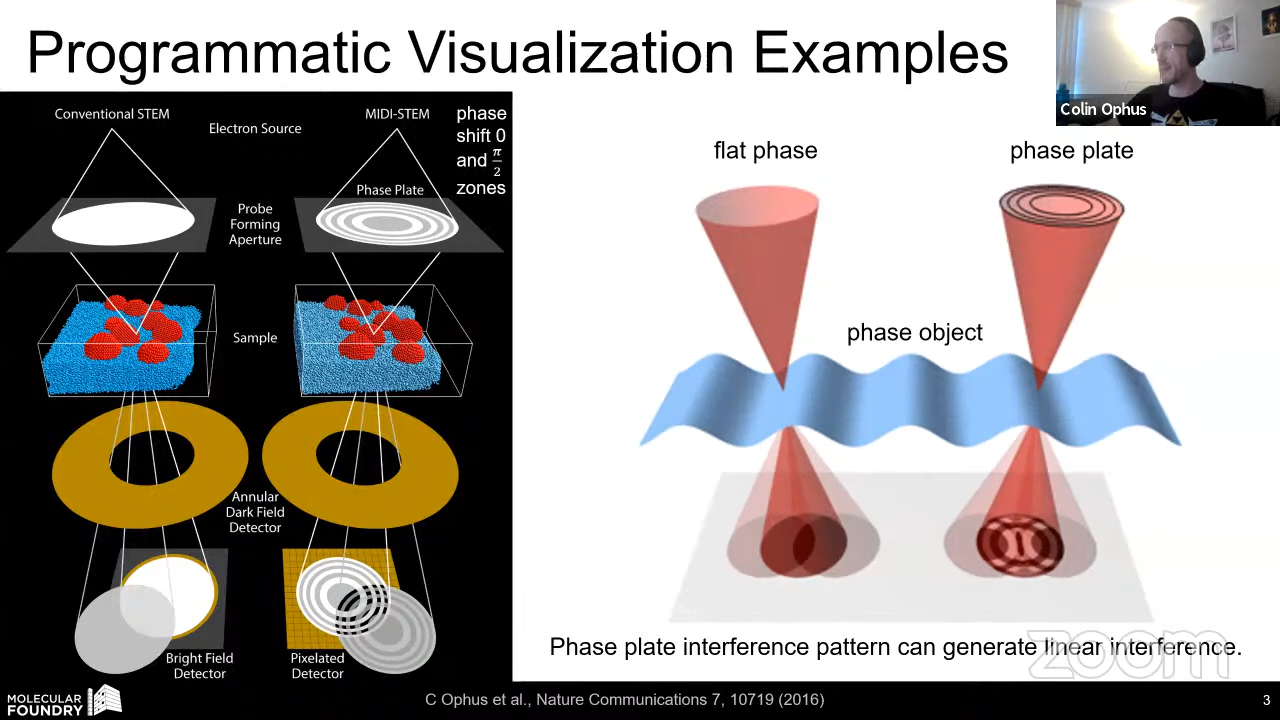 Programmatic Visualization Examples
Colin Ophus
Conventional STEM
Electron Source
MIDI-STEM
phase
shift 0
and π/2
zones
Phase Plate
Probe
Forming
Aperture
Sample
Annular
Dark Field
Detector
Bright Field
Detector
Pixelated
Detector
flat phase
phase plate
phase object
Phase plate interference pattern can generate linear interference.
zoom
MOLECULAR
FOUNDRY
C Ophus et al., Nature Communications 7, 10719 (2016)
3